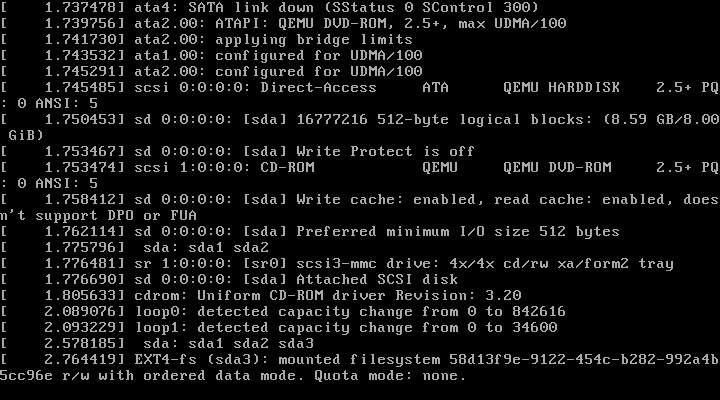 [    1.737478] ata4: SATA link down (SStatus 0 SControl 300)
[    1.739756] ata2.00: ATAPI: QEMU DVD-ROM, 2.5+, max UDMA/100
[    1.741730] ata2.00: applying bridge limits
[    1.743532] ata1.00: configured for UDMA/100
[    1.745291] ata2.00: configured for UDMA/100
[    1.745485] scsi 0:0:0:0: Direct-Access     ATA      QEMU HARDDISK    2.5+ PQ
: 0 ANSI: 5
[    1.750453] sd 0:0:0:0: [sda] 16777216 512-byte logical blocks: (8.59 GB/8.00
 GiB)
[    1.753467] sd 0:0:0:0: [sda] Write Protect is off
[    1.753474] scsi 1:0:0:0: CD-ROM            QEMU     QEMU DVD-ROM     2.5+ PQ
: 0 ANSI: 5
[    1.758412] sd 0:0:0:0: [sda] Write cache: enabled, read cache: enabled, does
n't support DPO or FUA
[    1.762114] sd 0:0:0:0: [sda] Preferred minimum I/O size 512 bytes
[    1.775796]  sda: sda1 sda2
[    1.776481] sr 1:0:0:0: [sr0] scsi3-mmc drive: 4x/4x cd/rw xa/form2 tray
[    1.776690] sd 0:0:0:0: [sda] Attached SCSI disk
[    1.805633] cdrom: Uniform CD-ROM driver Revision: 3.20
[    2.089076] loop0: detected capacity change from 0 to 842616
[    2.093229] loop1: detected capacity change from 0 to 34600
[    2.578185]  sda: sda1 sda2 sda3
[    2.764419] EXT4-fs (sda3): mounted filesystem 58d13f9e-9122-454c-b282-992a4b
5cc96e r/w with ordered data mode. Quota mode: none.